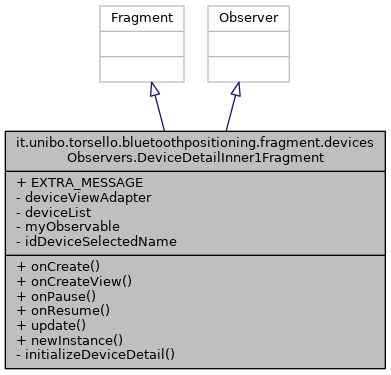 Fragment
Observer
it.unibo.torsello.bluetoothpositioning.fragment.devices
Observers.DeviceDetailInner1Fragment
+ EXTRA_MESSAGE
- deviceViewAdapter
- deviceList
- myObservable
- idDeviceSelectedName
+ onCreate()
+ onCreateView()
+ onPause()
+ onResume()
+ update()
+ newInstance()
- initializeDeviceDetail()